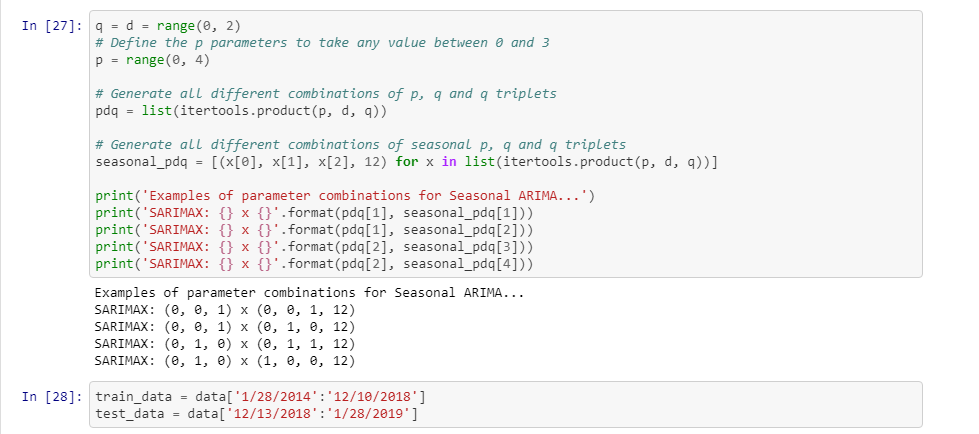 In [27]: q = d = range(0, 2)
# Define the p parameters to take any value between 0 and 3
p = range(0, 4)
# Generate all different combinations of p, q and q triplets
pdq = list(itertools.product(p, d, q))
# Generate all different combinations of seasonal p, q and q triplets
seasonal_pdq = [(x[0], x[1], x[2], 12) for x in list(itertools.product(p, d, q))]
print('Examples of parameter combinations for Seasonal ARIMA...')
print('SARIMAX: {} x {}'.format(pdq[1], seasonal_pdq[1]))
print('SARIMAX: {} x {}'.format(pdq[1], seasonal_pdq[2]))
print('SARIMAX: {} x {}'.format(pdq[2], seasonal_pdq[3]))
print('SARIMAX: {} x {}'.format(pdq[2], seasonal_pdq[4]))
Examples of parameter combinations for Seasonal ARIMA...
SARIMAX: (0, 0, 1) x (0, 0, 1, 12)
SARIMAX: (0, 0, 1) x (0, 1, 0, 12)
SARIMAX: (0, 1, 0) x (0, 1, 1, 12)
SARIMAX: (0, 1, 0) x (1, 0, 0, 12)
In [28]: train_data = data['1/28/2014':'12/10/2018']
test_data = data['12/13/2018':'1/28/2019']